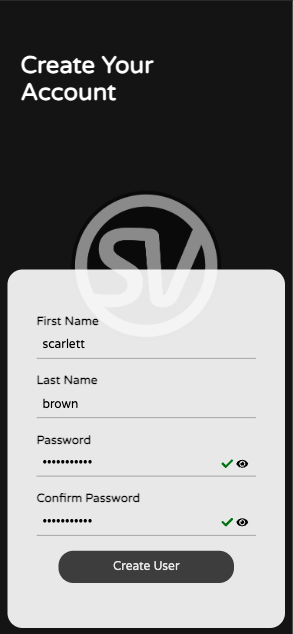 Create Your
Account
SV
First Name
scarlett
Last Name
brown
Password
•••••••••••
Confirm Password
•••••••••••
Create User